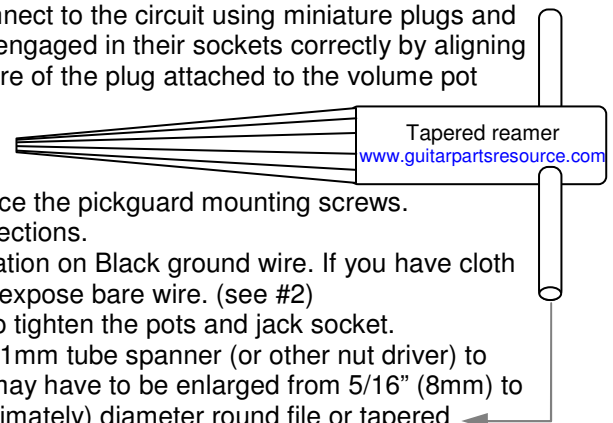 nnect to the circuit using miniature plugs and
engaged in their sockets correctly by aligning
re of the plug attached to the volume pot
Tapered reamer
www.guitarpartsresource.com
ce the pickguard mounting screws.
ections.
ation on Black ground wire. If you have cloth
expose bare wire. (see #2)
o tighten the pots and jack socket.
1mm tube spanner (or other nut driver) to
may have to be enlarged from 5/16” (8mm) to
imately) diameter round file or tapered